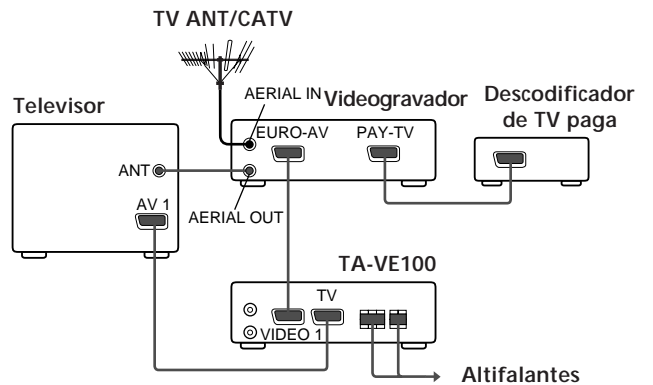 TV ANT/CATV
AERIAL IN
Videogravador
Descodificador
de TV paga
Televisor
EURO-AV
PAY-TV
ANT
AV 1
AERIAL OUT
TA-VE100
TV
VIDEO 1
Altifalantes